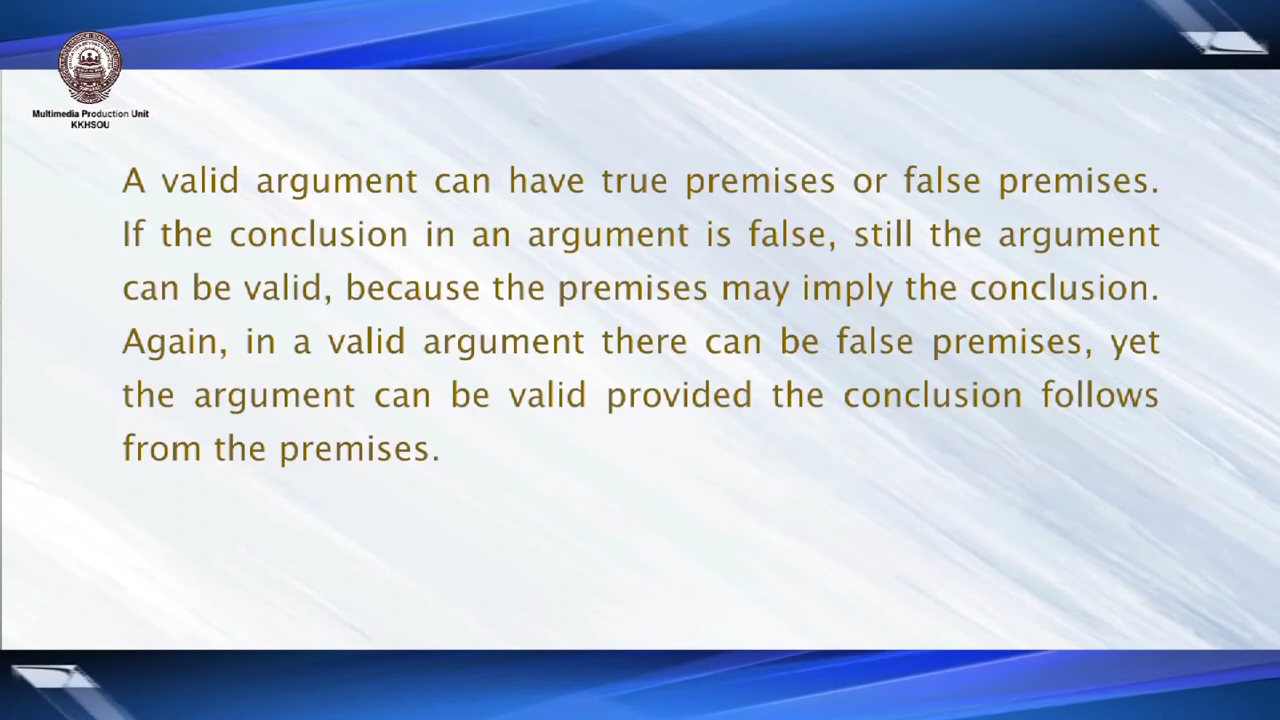 Multimedia Production Unit
KKHSOU
A valid argument can have true premises or false premises.
If the conclusion in an argument is false, still the argument
can be valid, because the premises may imply the conclusion.
Again, in a valid argument there can be false premises, yet
the argument can be valid provided the conclusion follows
from the premises.